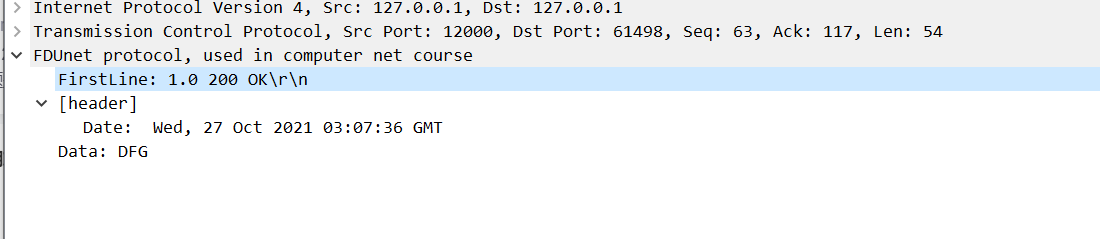 Internet Protocol Version 4, Src: 127.0.0.1, Dst: 127.0.0.1
Transmission Control Protocol, Src Port: 12000, Dst Port: 61498, Seq: 63, Ack: 117, Len: 54
FDUnet protocol, used in computer net course
FirstLine: 1.0 200 OK\r\n
[header]
Date:  Wed, 27 Oct 2021 03:07:36 GMT
Data: DFG